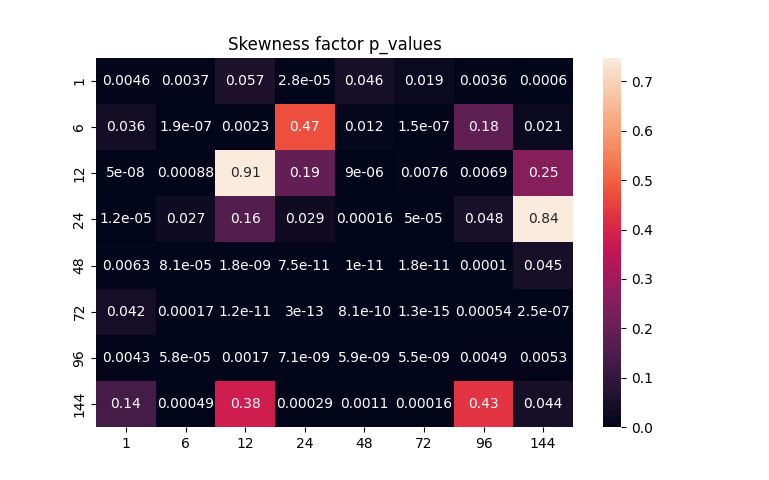 Skewness factor p_values
1 0.0046 0.0037 0.057 2.8e-05 0.046 0.019 0.0036 0.0006
6 0.036 1.9e-07 0.0023 0.47 0.012 1.5e-07 0.18 0.021
12 5e-08 0.00088 0.91 0.19 9e-06 0.0076 0.0069 0.25
24 1.2e-05 0.027 0.16 0.029 0.00016 5e-05 0.048 0.84
48 0.0063 8.1e-05 1.8e-09 7.5e-11 1e-11 1.8e-11 0.0001 0.045
72 0.042 0.00017 1.2e-11 3e-13 8.1e-10 1.3e-15 0.00054 2.5e-07
96 0.0043 5.8e-05 0.0017 7.1e-09 5.9e-09 5.5e-09 0.0049 0.0053
144 0.14 0.00049 0.38 0.00029 0.0011 0.00016 0.43 0.044
1 6 12 24 48 72 96 144
0.7
0.6
0.5
0.4
0.3
0.2
0.1
0.0